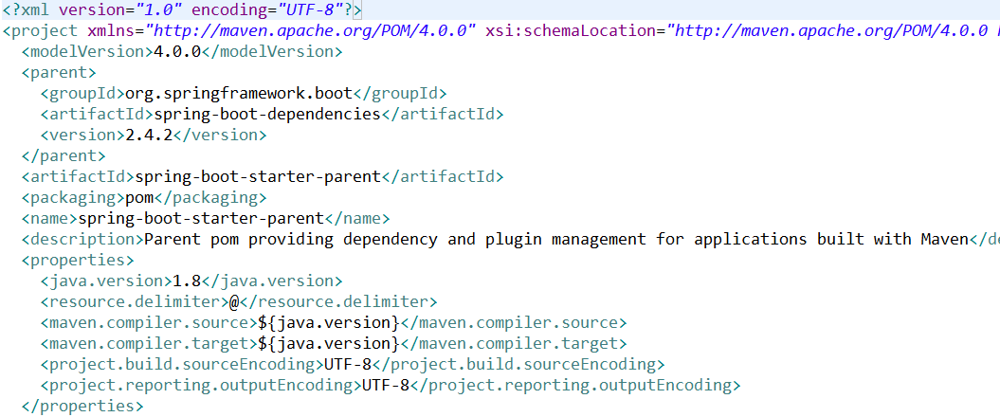 <?xml version="1.0" encoding="UTF-8"?>
<project xmlns="http://maven.apache.org/POM/4.0.0" xsi:schemaLocation="http://maven.apache.org/POM/4.0.0
<modelVersion>4.0.0</modelVersion>
<parent>
<groupId>org.springframework.boot</groupId>
<artifactId>spring-boot-dependencies</artifactId>
<version>2.4.2</version>
</parent>
<artifactId>spring-boot-starter-parent</artifactId>
<packaging>pom</packaging>
<name>spring-boot-starter-parent</name>
<description>Parent pom providing dependency and plugin management for applications built with Maven</de
<properties>
<java.version>1.8</java.version>
<resource.delimiter>@</resource.delimiter>
<maven.compiler.source>${java.version}</maven.compiler.source>
<maven.compiler.target>${java.version}</maven.compiler.target>
<project.build.sourceEncoding>UTF-8</project.build.sourceEncoding>
<project.reporting.outputEncoding>UTF-8</project.reporting.outputEncoding>
</properties>